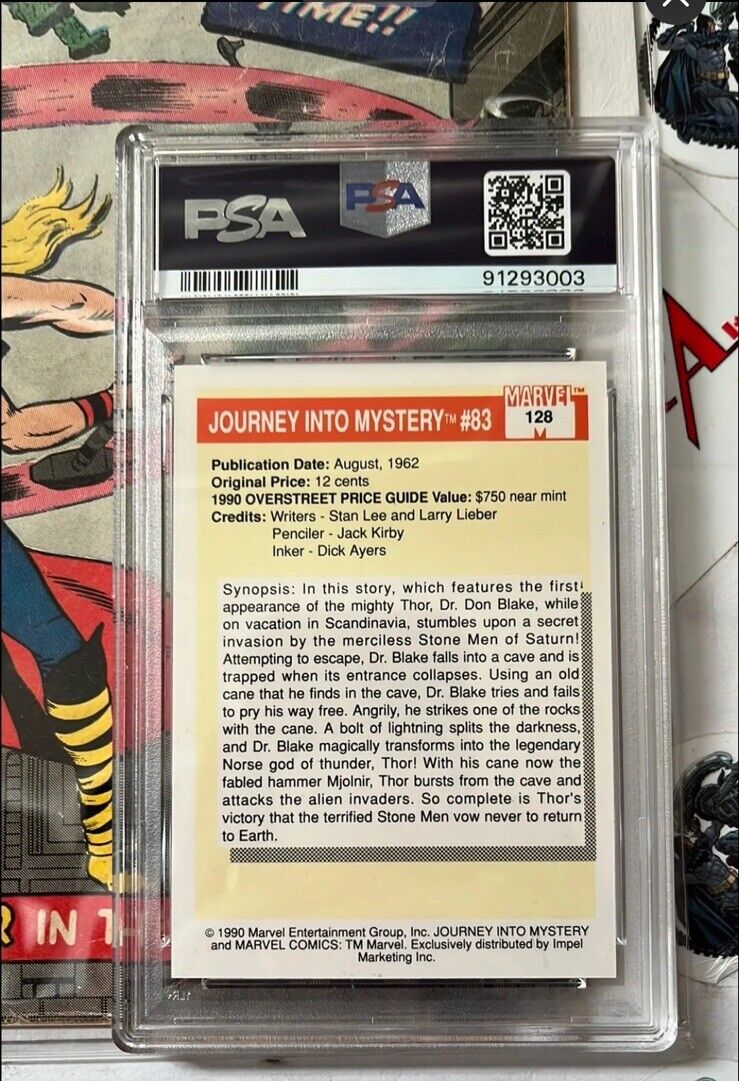 TIME!!
PSA
PSA
91293003
MARVEL™
JOURNEY INTO MYSTERY™ #83
128
M
Publication Date: August, 1962
Original Price: 12 cents
1990 OVERSTREET PRICE GUIDE Value: $750 near mint
Credits: Writers - Stan Lee and Larry Lieber
Penciler - Jack Kirby
Inker - Dick Ayers
Synopsis: In this story, which features the first
appearance of the mighty Thor, Dr. Don Blake, while
on vacation in Scandinavia, stumbles upon a secret
invasion by the merciless Stone Men of Saturn!
Attempting to escape, Dr. Blake falls into a cave and is
trapped when its entrance collapses. Using an old
cane that he finds in the cave, Dr. Blake tries and fails
to pry his way free. Angrily, he strikes one of the rocks
with the cane. A bolt of lightning splits the darkness,
and Dr. Blake magically transforms into the legendary
Norse god of thunder, Thor! With his cane now the
fabled hammer Mjolnir, Thor bursts from the cave and
attacks the alien invaders. So complete is Thor's
victory that the terrified Stone Men vow never to return
to Earth.
IN
© 1990 Marvel Entertainment Group, Inc. JOURNEY INTO MYSTERY
and MARVEL COMICS: TM Marvel. Exclusively distributed by Impel
Marketing Inc.